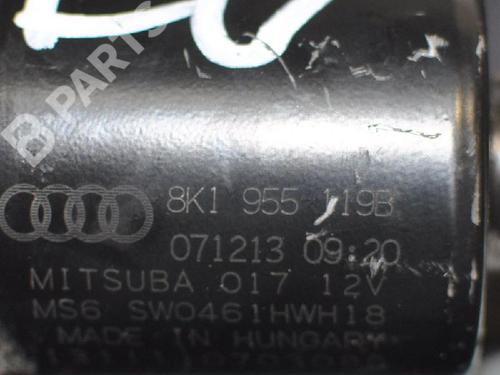 B-PARTS
8K1 955 119B
071213 09:20
MITSUBA 017 12V
MS6 SW0461HWH18
MADE IN HUNGARY